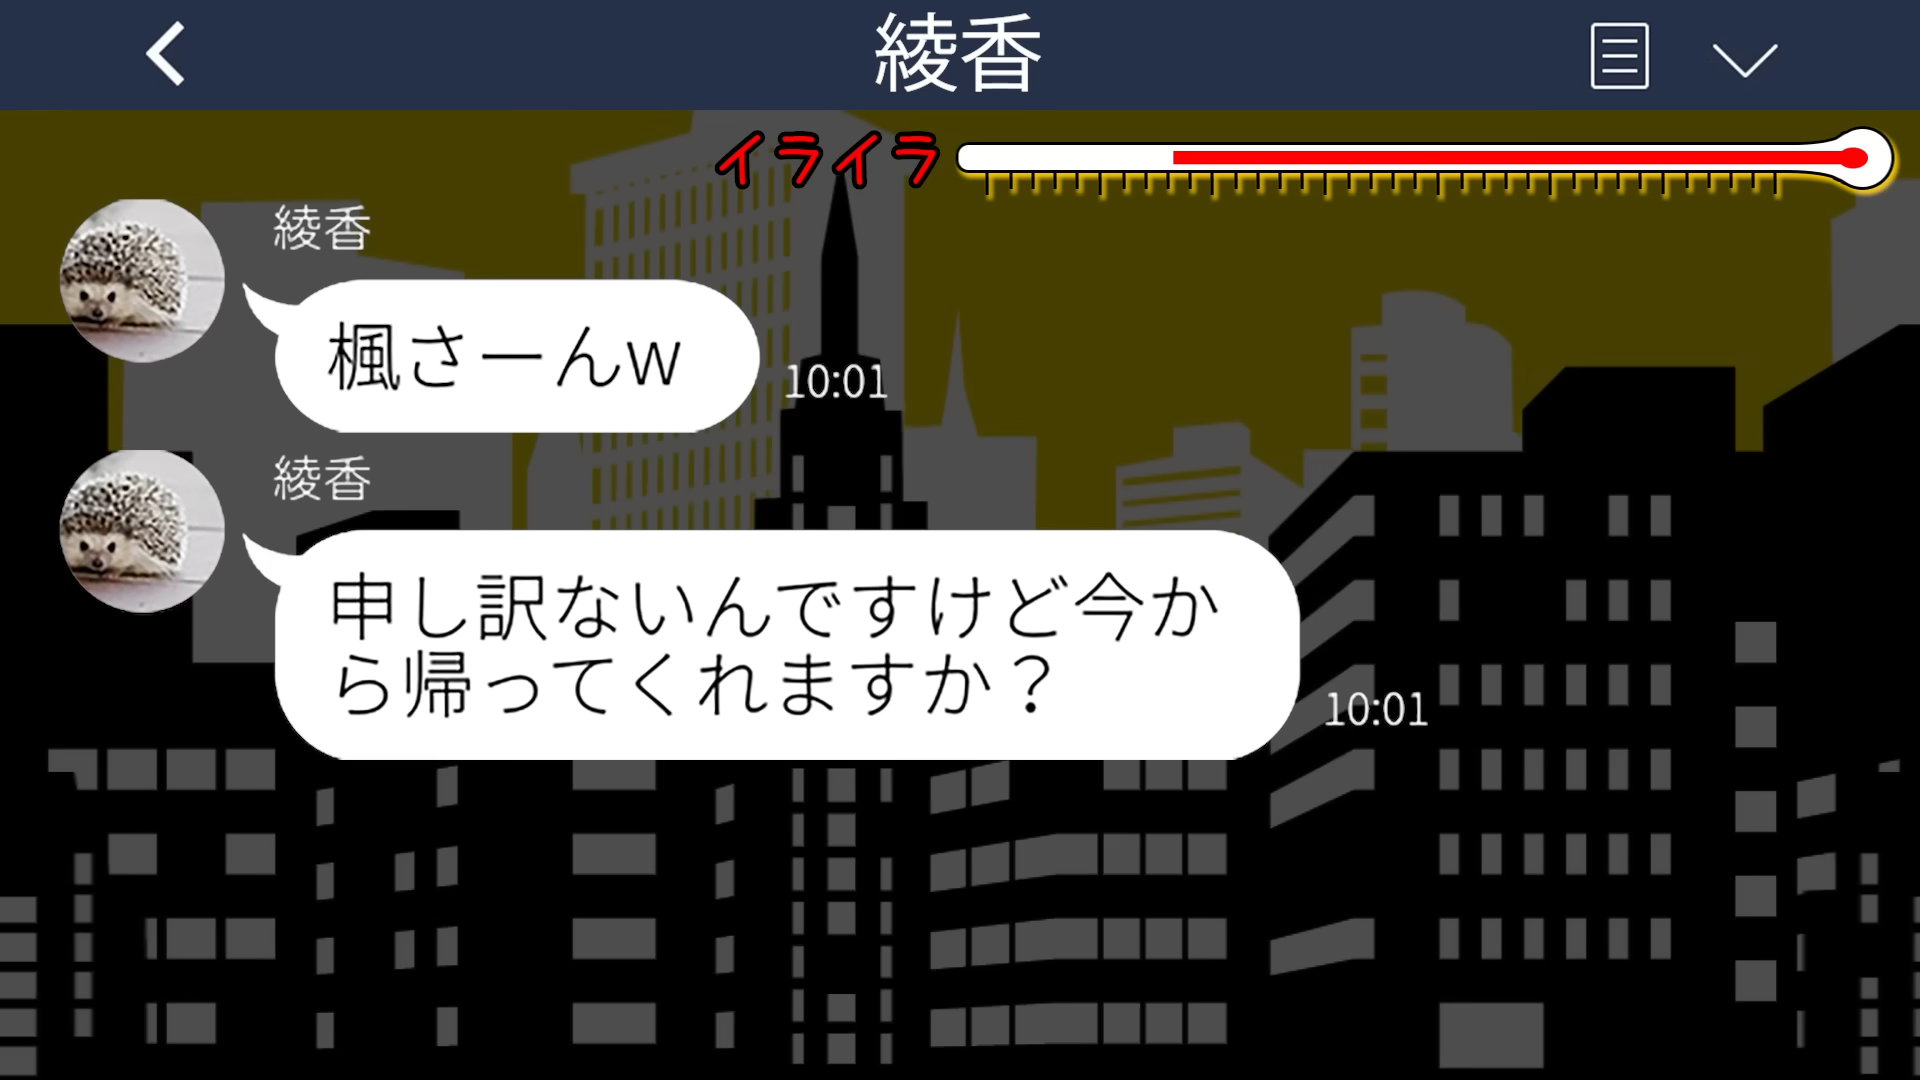 綾香
イライラ
綾香
楓さーんw
10:01
綾香
申し訳ないんですけど今か
ら帰ってくれますか？
10:01